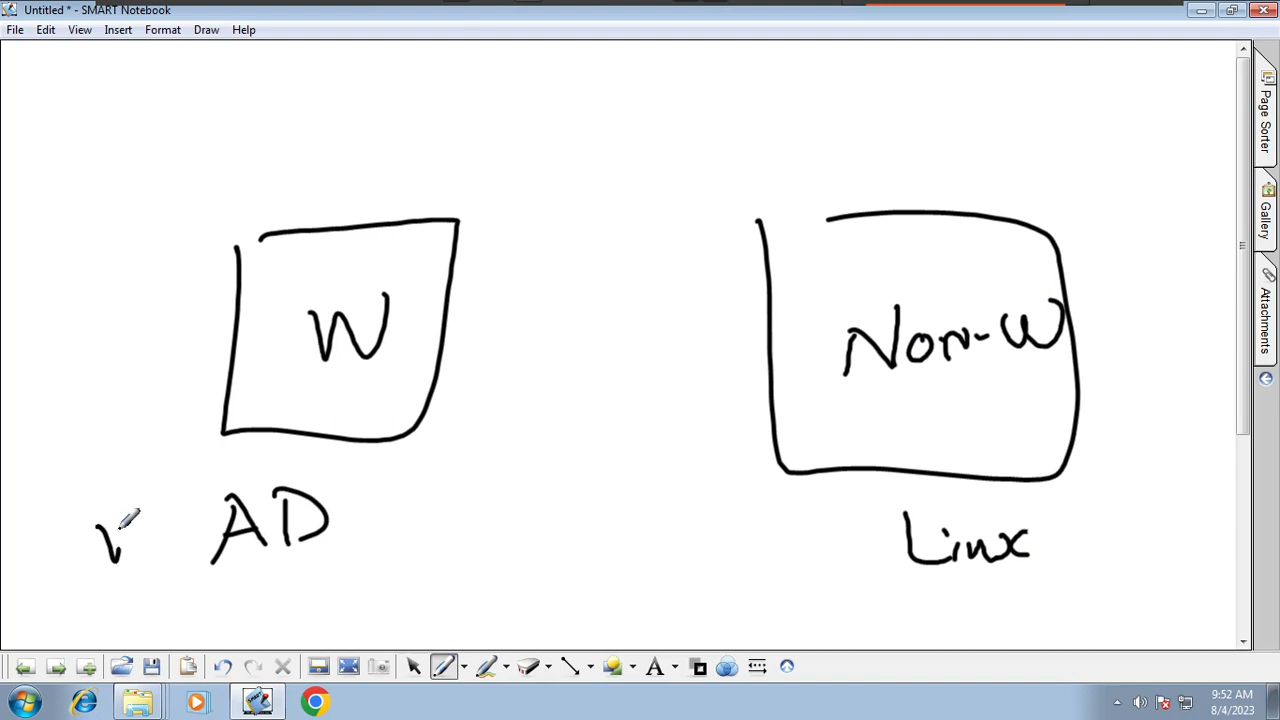 Untitled * - SMART Notebook
File Edit View Insert Format Draw Help
Page Sorter
Gallery
Attachments
W
Non-W
AD
Linx
9:52 AM
8/4/2023